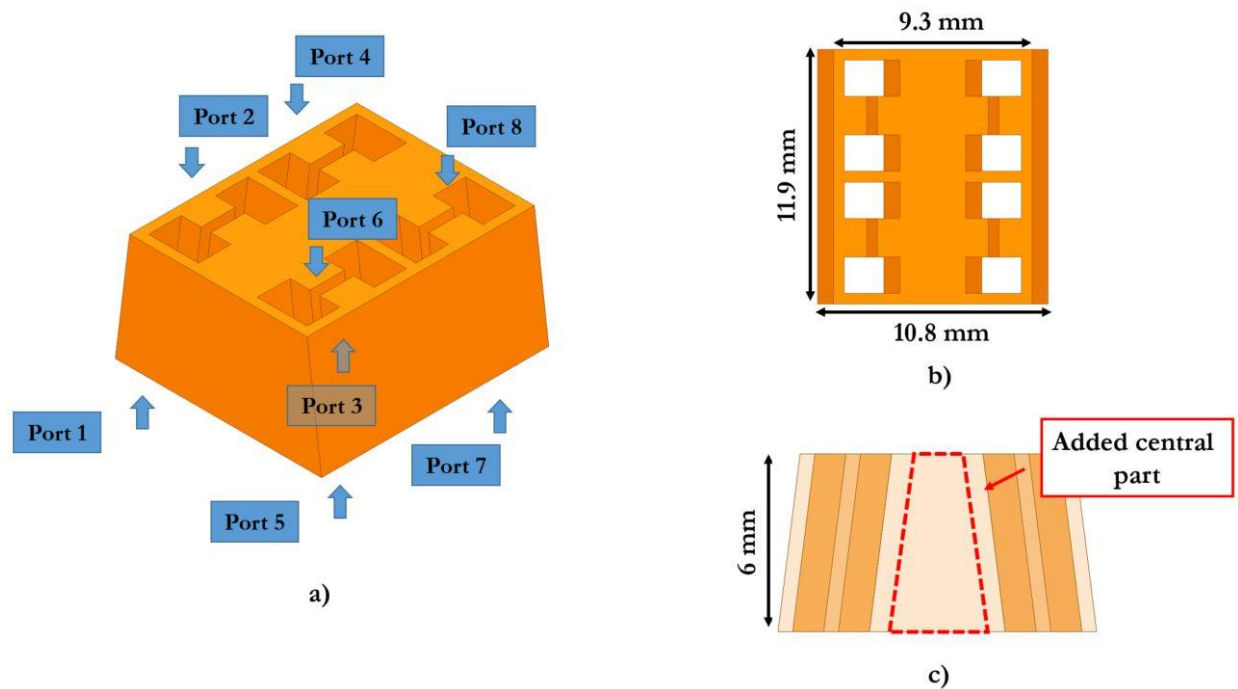 Port 4
Port 2
Port 8
Port 6
Port 3
Port 1
Port 7
Port 5
a)
9.3 mm
11.9 mm
10.8 mm
b)
Added central
part
6 mm
c)